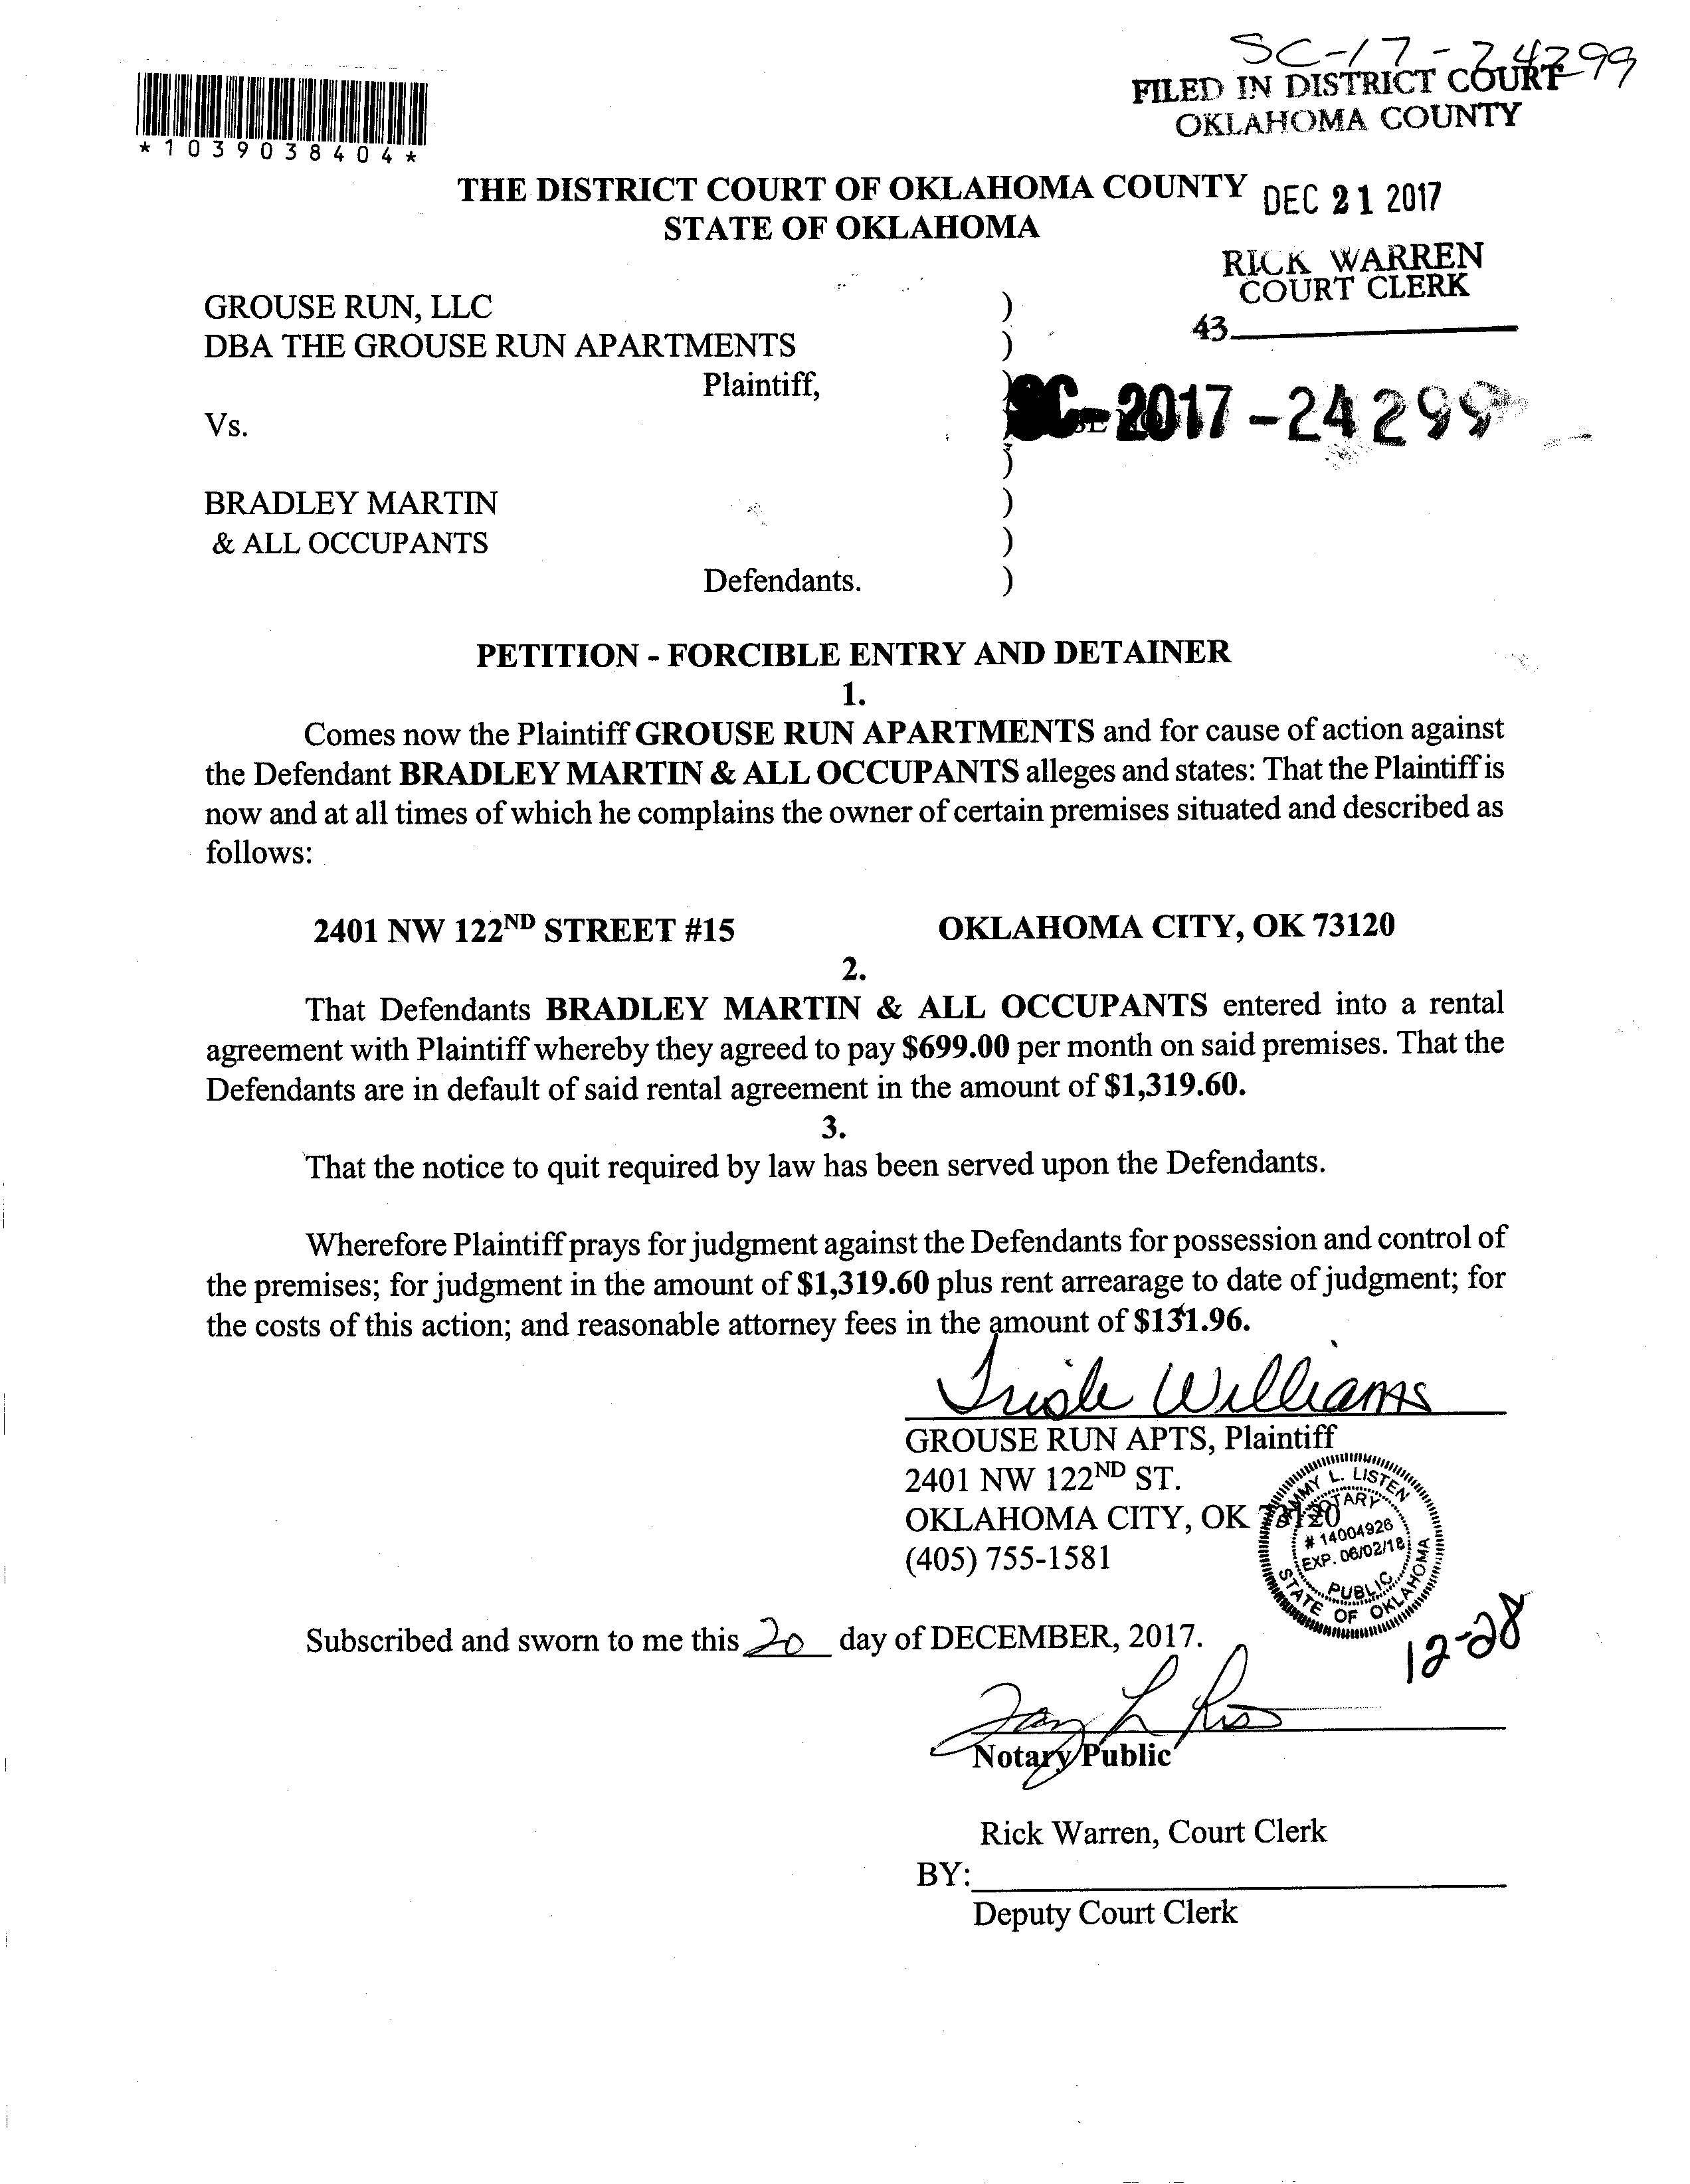 SC-17-24299
FILED IN DISTRICT COURT
OKLAHOMA COUNTY
*1039038404*
THE DISTRICT COURT OF OKLAHOMA COUNTY
STATE OF OKLAHOMA
DEC 21 2017
RICK WARREN
COURT CLERK
43
GROUSE RUN, LLC )
DBA THE GROUSE RUN APARTMENTS )
Plaintiff, )
Vs. SC-2017-24299
)
BRADLEY MARTIN )
& ALL OCCUPANTS )
Defendants. )
PETITION - FORCIBLE ENTRY AND DETAINER
1.
Comes now the Plaintiff GROUSE RUN APARTMENTS and for cause of action against
the Defendant BRADLEY MARTIN & ALL OCCUPANTS alleges and states: That the Plaintiff is
now and at all times of which he complains the owner of certain premises situated and described as
follows:
2401 NW 122ND STREET #15 OKLAHOMA CITY, OK 73120
2.
That Defendants BRADLEY MARTIN & ALL OCCUPANTS entered into a rental
agreement with Plaintiff whereby they agreed to pay $699.00 per month on said premises. That the
Defendants are in default of said rental agreement in the amount of $1,319.60.
3.
That the notice to quit required by law has been served upon the Defendants.
Wherefore Plaintiff prays for judgment against the Defendants for possession and control of
the premises; for judgment in the amount of $1,319.60 plus rent arrearage to date of judgment; for
the costs of this action; and reasonable attorney fees in the amount of $131.96.
Trish Williams
GROUSE RUN APTS, Plaintiff
2401 NW 122ND ST.
OKLAHOMA CITY, OK 73120
(405) 755-1581
L. LISTEN
NOTARY
# 14004926
EXP. 06/02/18
PUBLIC
STATE OF OKLAHOMA
Subscribed and sworn to me this 20 day of DECEMBER, 2017.
12-28
Notary Public
Rick Warren, Court Clerk
BY:
Deputy Court Clerk